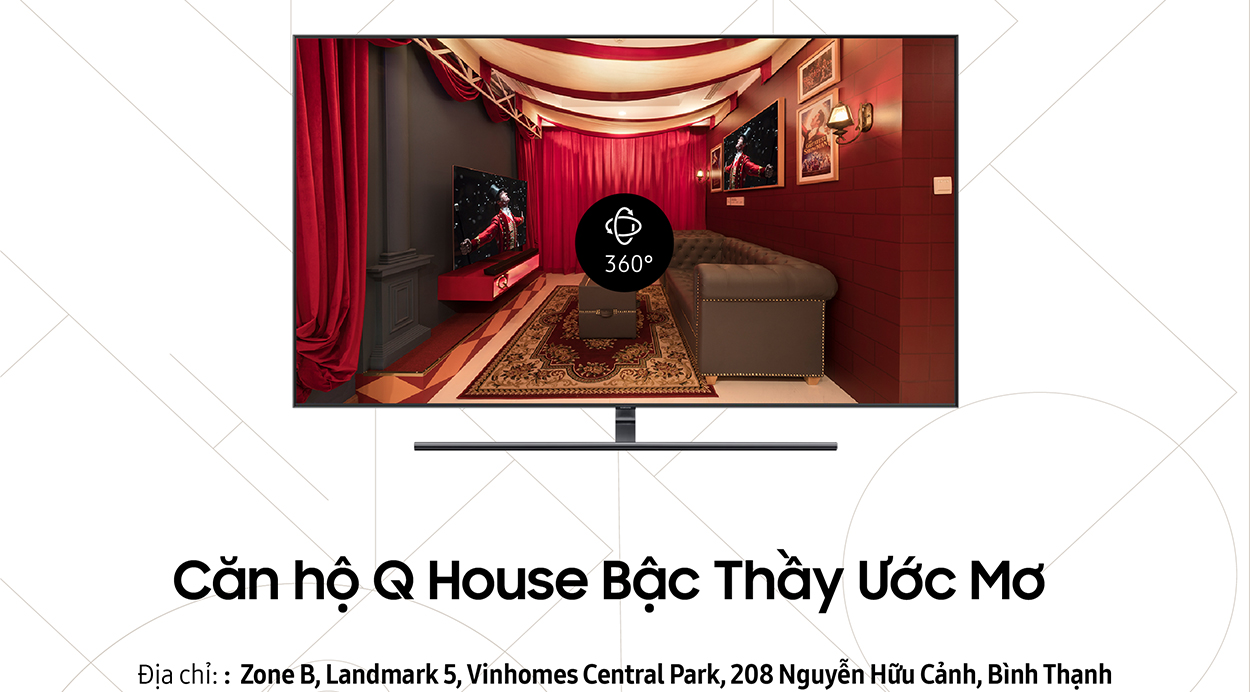 360°
Căn hộ Q House Bậc Thầy Ước Mơ
Địa chỉ: : Zone B, Landmark 5, Vinhomes Central Park, 208 Nguyễn Hữu Cảnh, Bình Thạnh